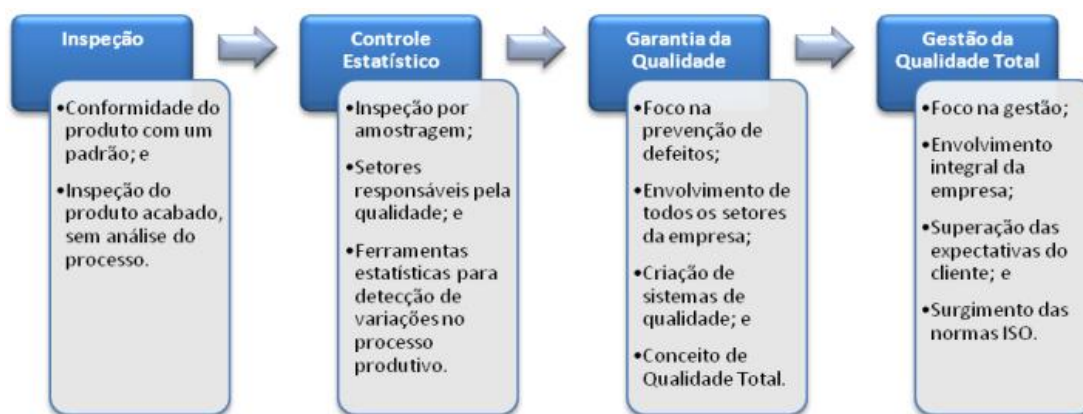 Inspeção
•Conformidade do
produto com um
padrão; e
•Inspeção do
produto acabado,
sem análise do
processo.
Controle
Estatístico
•Inspeção por
amostragem;
•Setores
responsáveis pela
qualidade; e
•Ferramentas
estatísticas para
detecção de
variações no
processo
produtivo.
Garantia da
Qualidade
•Foco na
prevenção de
defeitos;
•Envolvimento de
todos os setores
da empresa;
•Criação de
sistemas de
qualidade; e
•Conceito de
Qualidade Total.
Gestão da
Qualidade Total
•Foco na gestão;
•Envolvimento
integral da
empresa;
•Superação das
expectativas do
cliente; e
•Surgimento das
normas ISO.